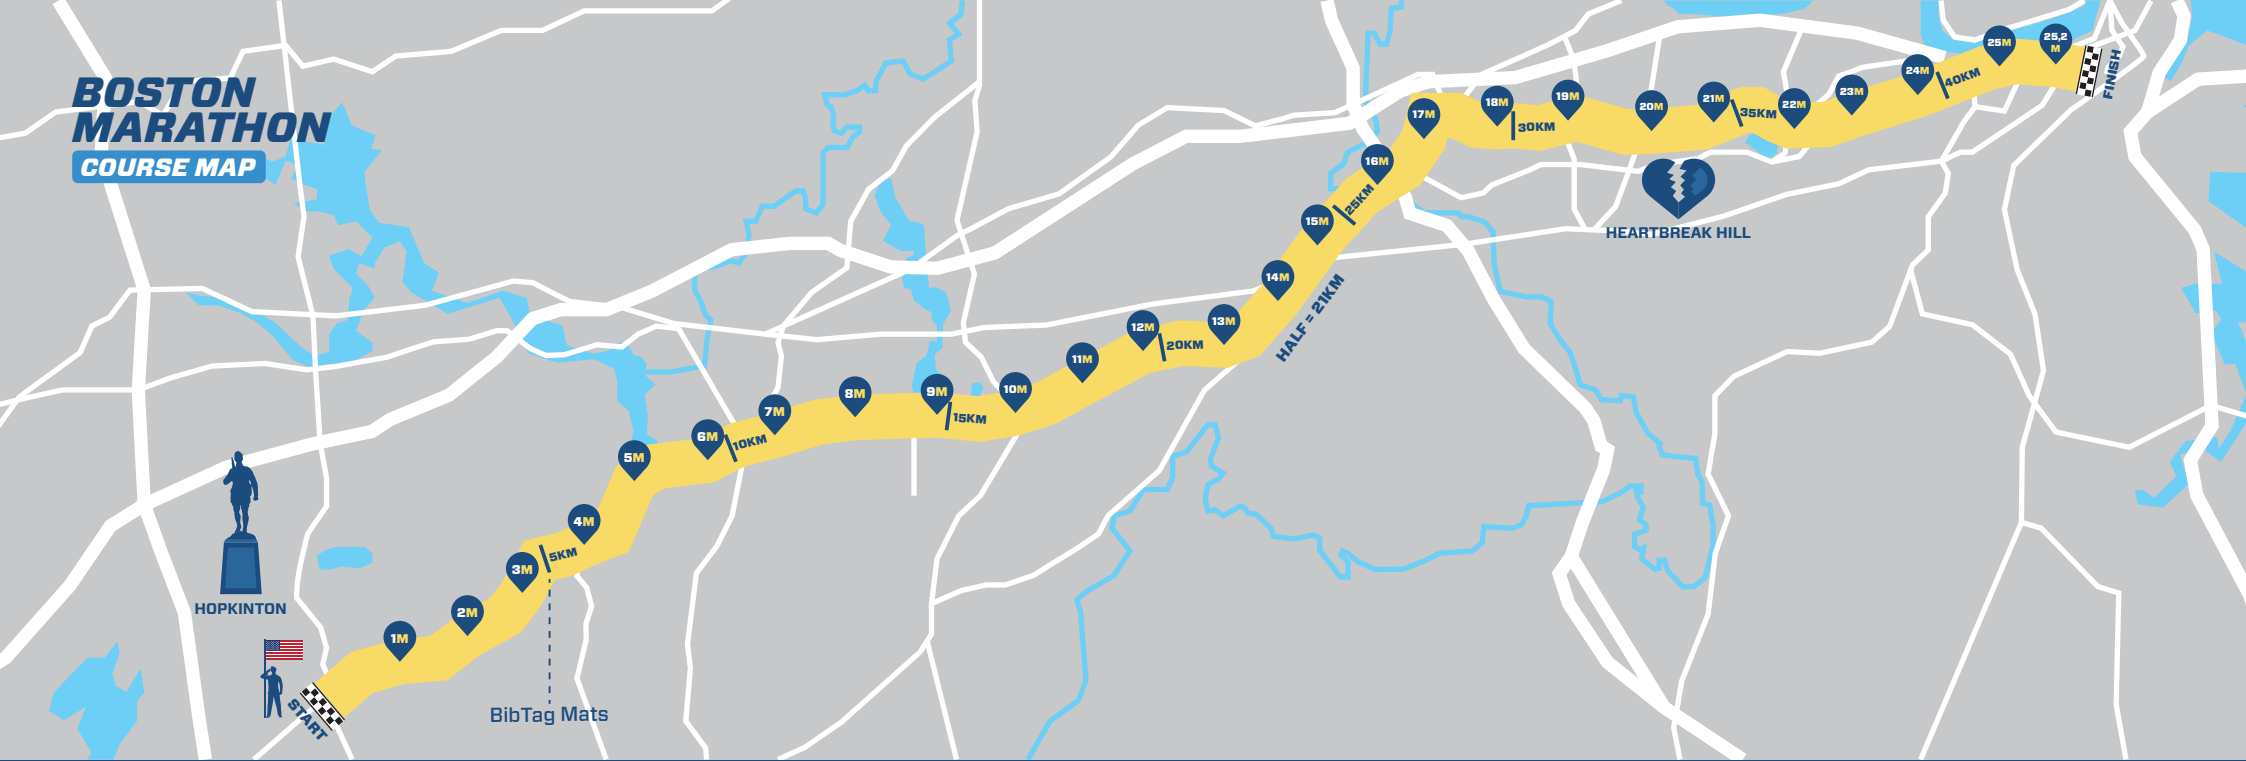 BOSTON
MARATHON
COURSE MAP
HOPKINTON
START
1M
2M
3M
5KM
BibTag Mats
4M
5M
6M
10KM
7M
8M
9M
15KM
10M
11M
12M
20KM
13M
HALF = 21KM
14M
15M
25KM
16M
17M
18M
30KM
19M
20M
HEARTBREAK HILL
21M
35KM
22M
23M
24M
40KM
25M
25,2
M
FINISH